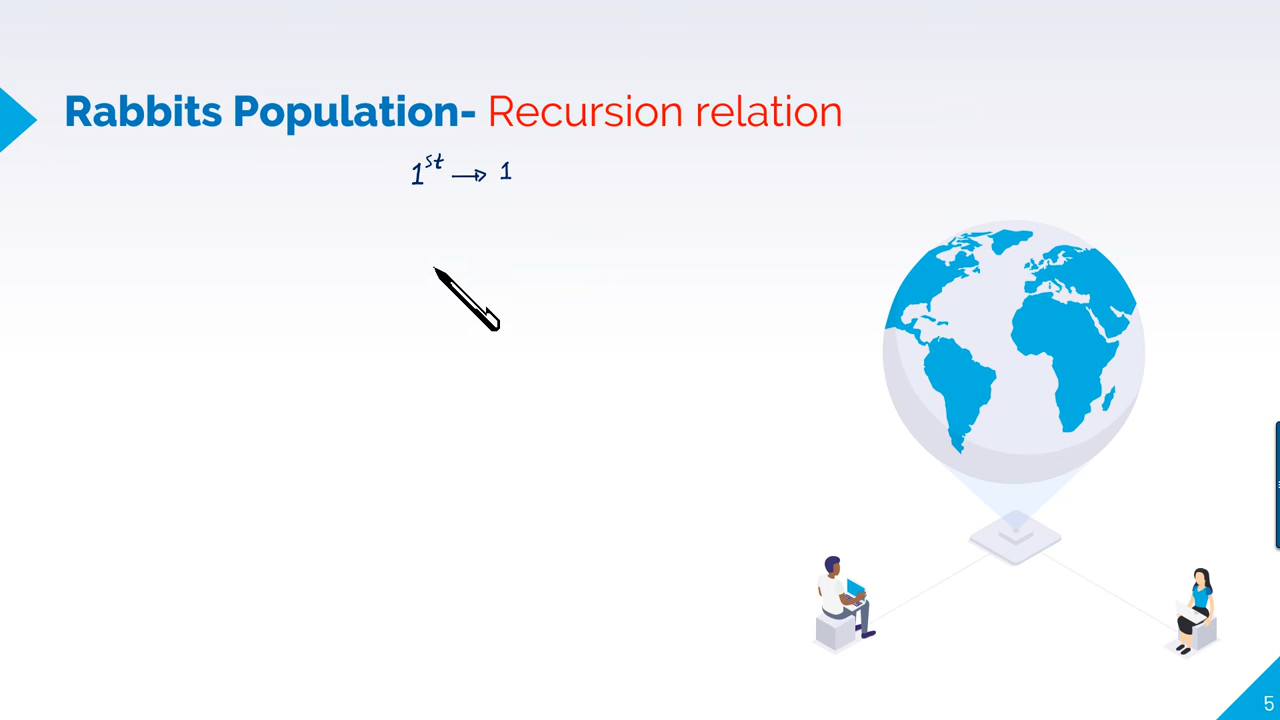 Rabbits Population- Recursion relation
1st → 1
5